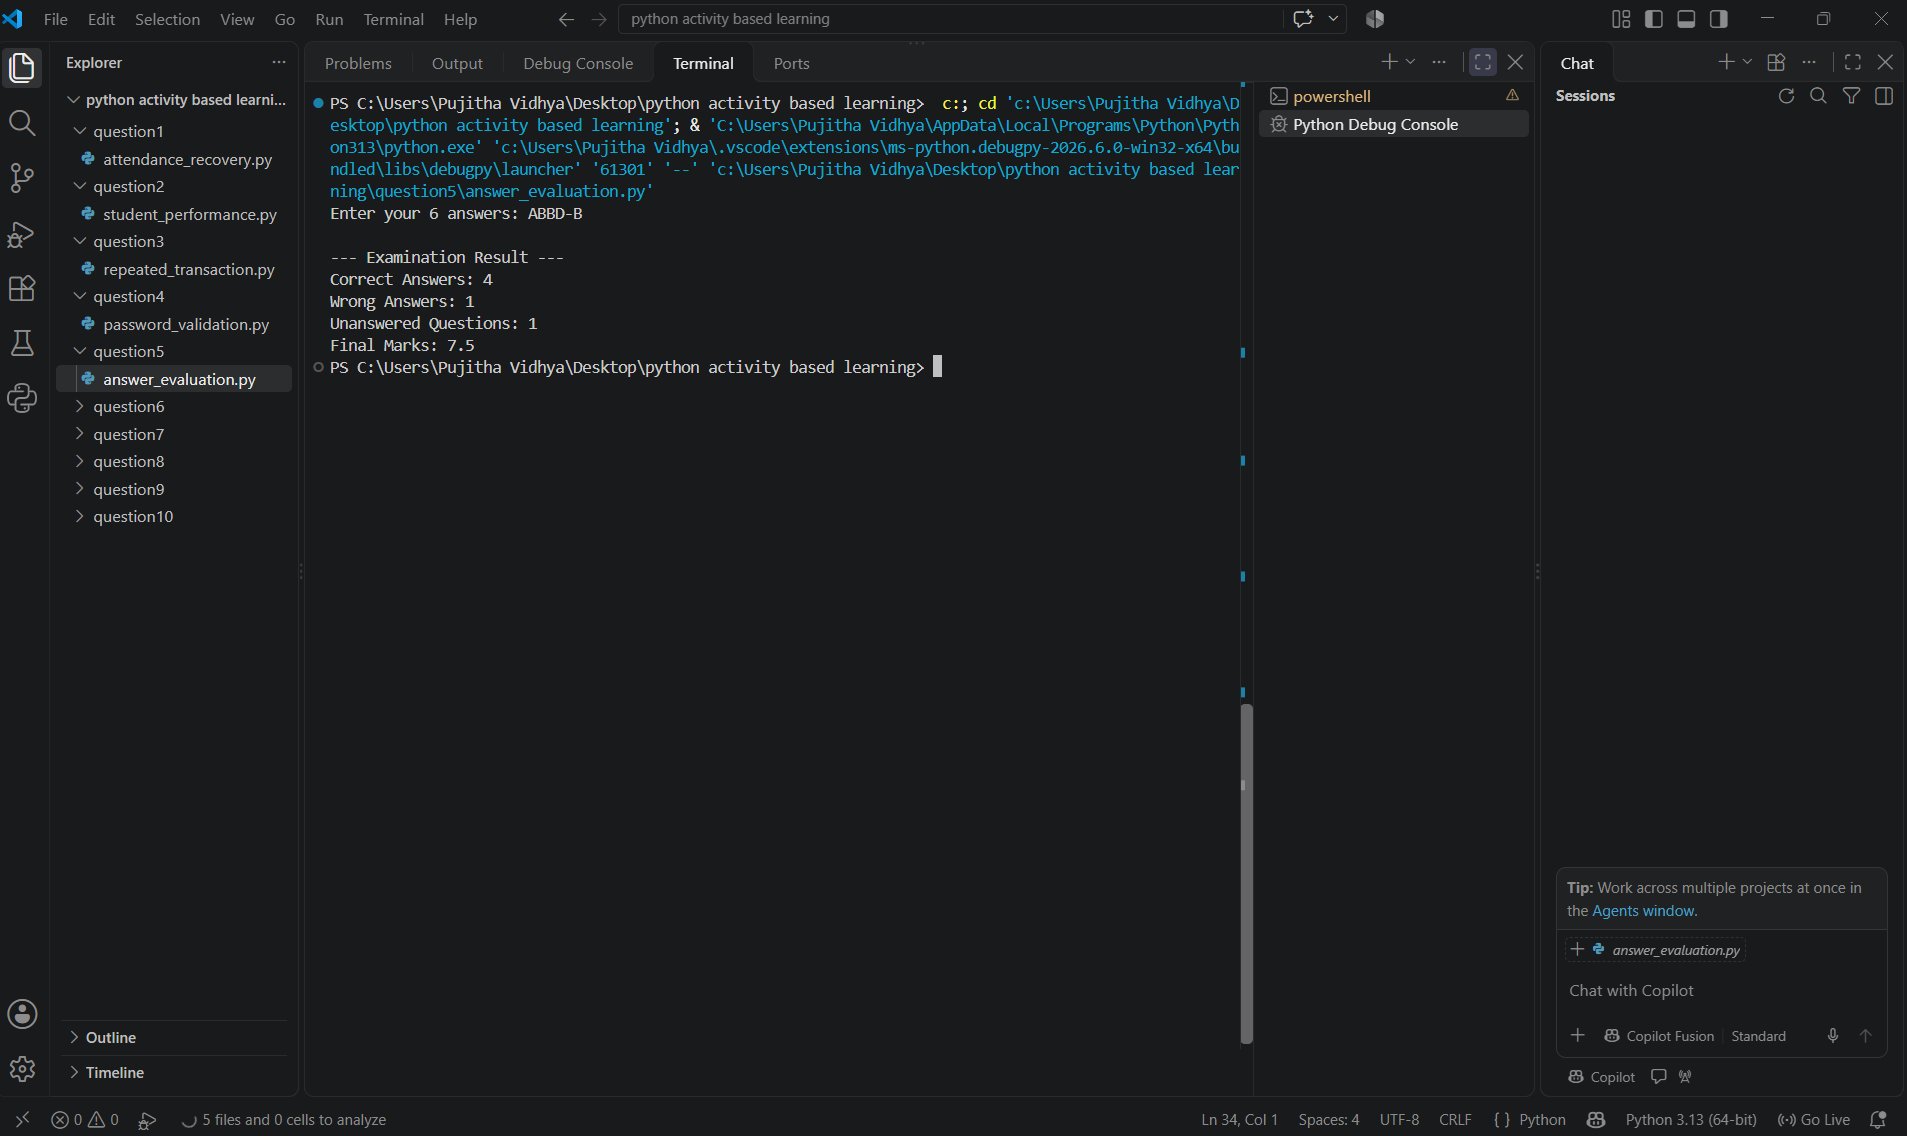 File Edit Selection View Go Run Terminal Help
python activity based learning
Explorer
python activity based learni...
question1
attendance_recovery.py
question2
student_performance.py
question3
repeated_transaction.py
question4
password_validation.py
question5
answer_evaluation.py
question6
question7
question8
question9
question10
Outline
Timeline
Problems Output Debug Console Terminal Ports
PS C:\Users\Pujitha Vidhya\Desktop\python activity based learning>  c:; cd 'c:\Users\Pujitha Vidhya\D
esktop\python activity based learning'; & 'C:\Users\Pujitha Vidhya\AppData\Local\Programs\Python\Pyth
on313\python.exe' 'c:\Users\Pujitha Vidhya\.vscode\extensions\ms-python.debugpy-2026.6.0-win32-x64\bu
ndled\libs\debugpy\launcher' '61301' '--' 'c:\Users\Pujitha Vidhya\Desktop\python activity based lear
ning\question5\answer_evaluation.py'
Enter your 6 answers: ABBD-B
--- Examination Result ---
Correct Answers: 4
Wrong Answers: 1
Unanswered Questions: 1
Final Marks: 7.5
PS C:\Users\Pujitha Vidhya\Desktop\python activity based learning>
powershell
Python Debug Console
Chat
Sessions
Tip: Work across multiple projects at once in
the Agents window.
answer_evaluation.py
Chat with Copilot
Copilot Fusion Standard
Copilot
0 0 5 files and 0 cells to analyze
Ln 34, Col 1 Spaces: 4 UTF-8 CRLF { } Python Python 3.13 (64-bit) Go Live